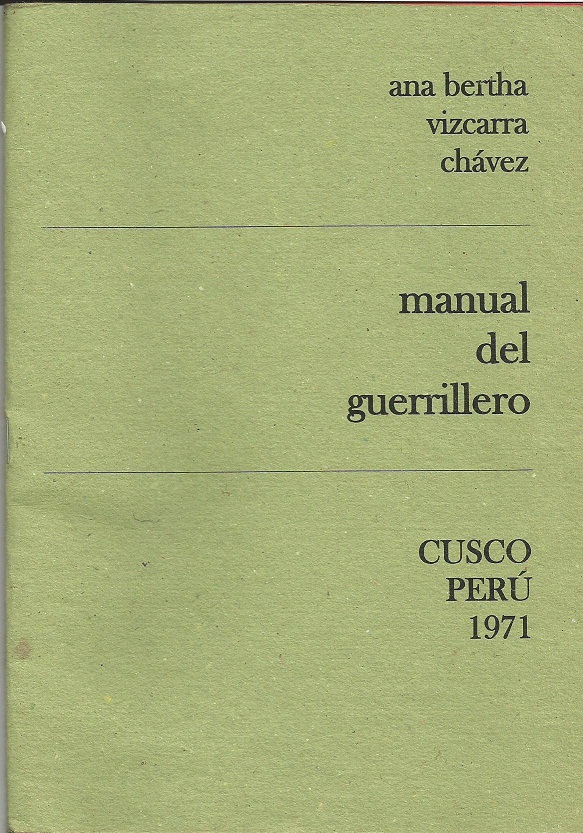 ana bertha
vizcarra
chávez
manual
del
guerrillero
CUSCO
PERÚ
1971